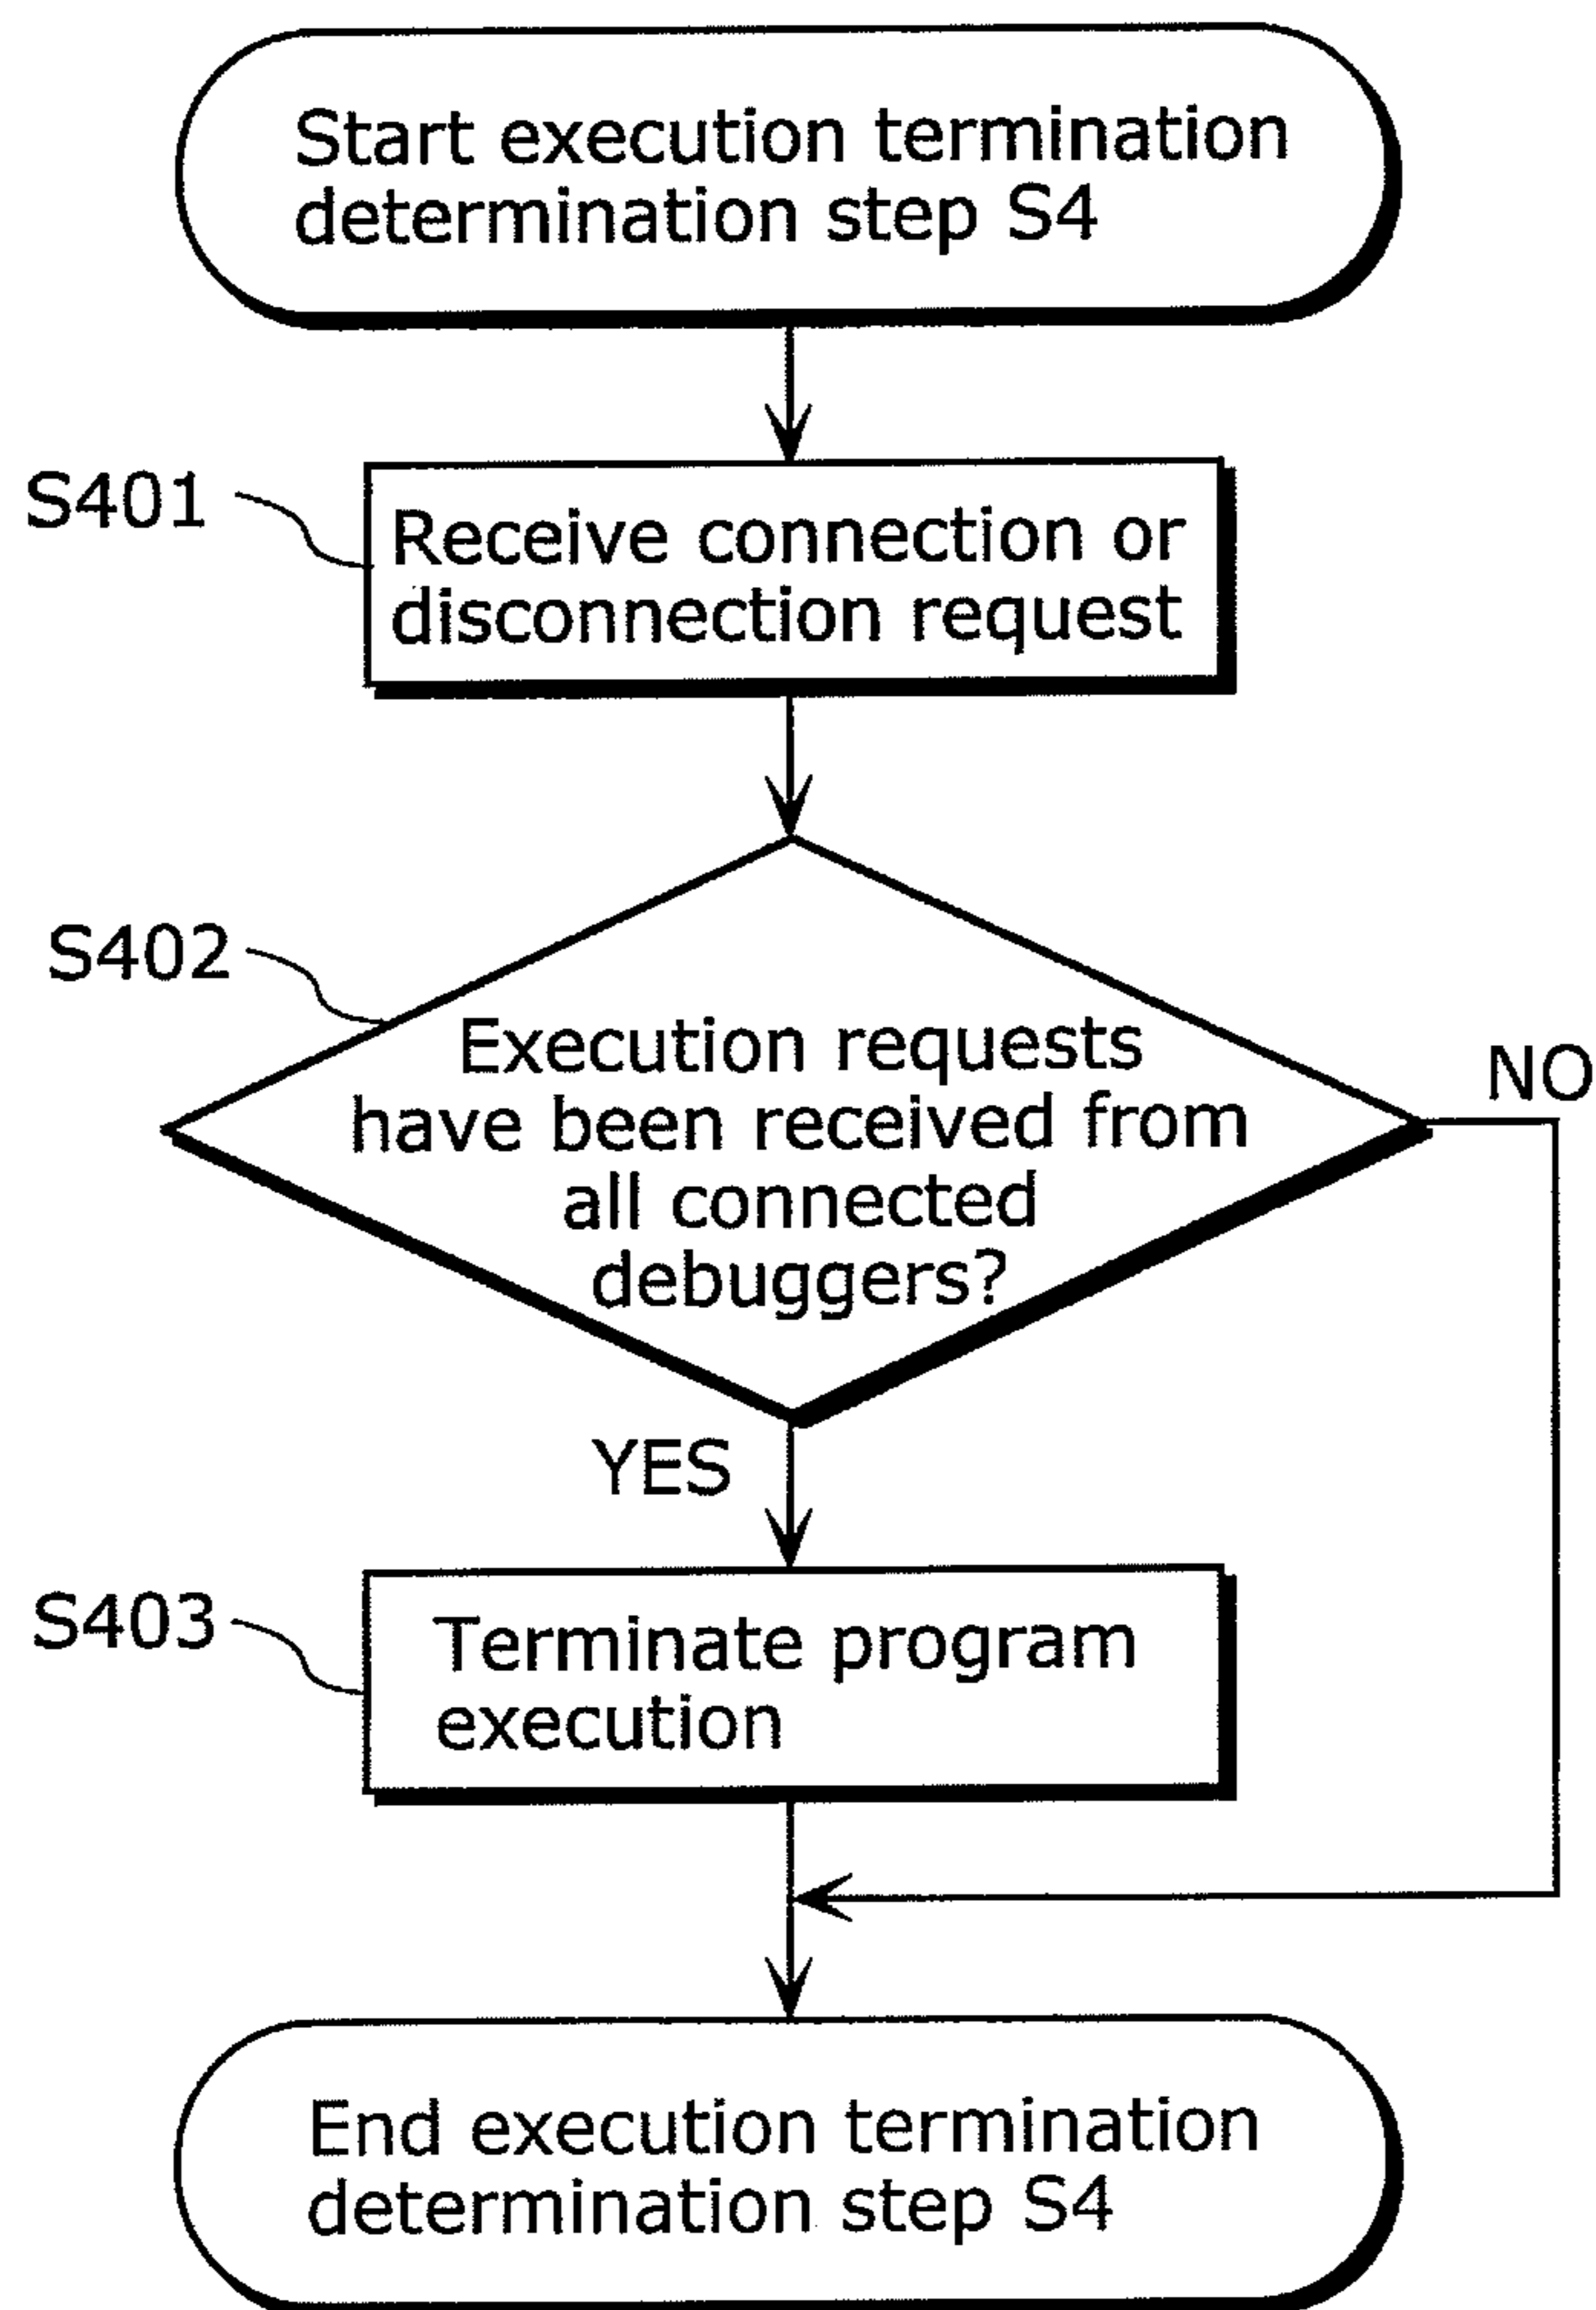 Start execution termination
determination step S4
S401
Receive connection or
disconnection request
S402
Execution requests
have been received from
all connected
debuggers?
NO
YES
S403
Terminate program
execution
End execution termination
determination step S4